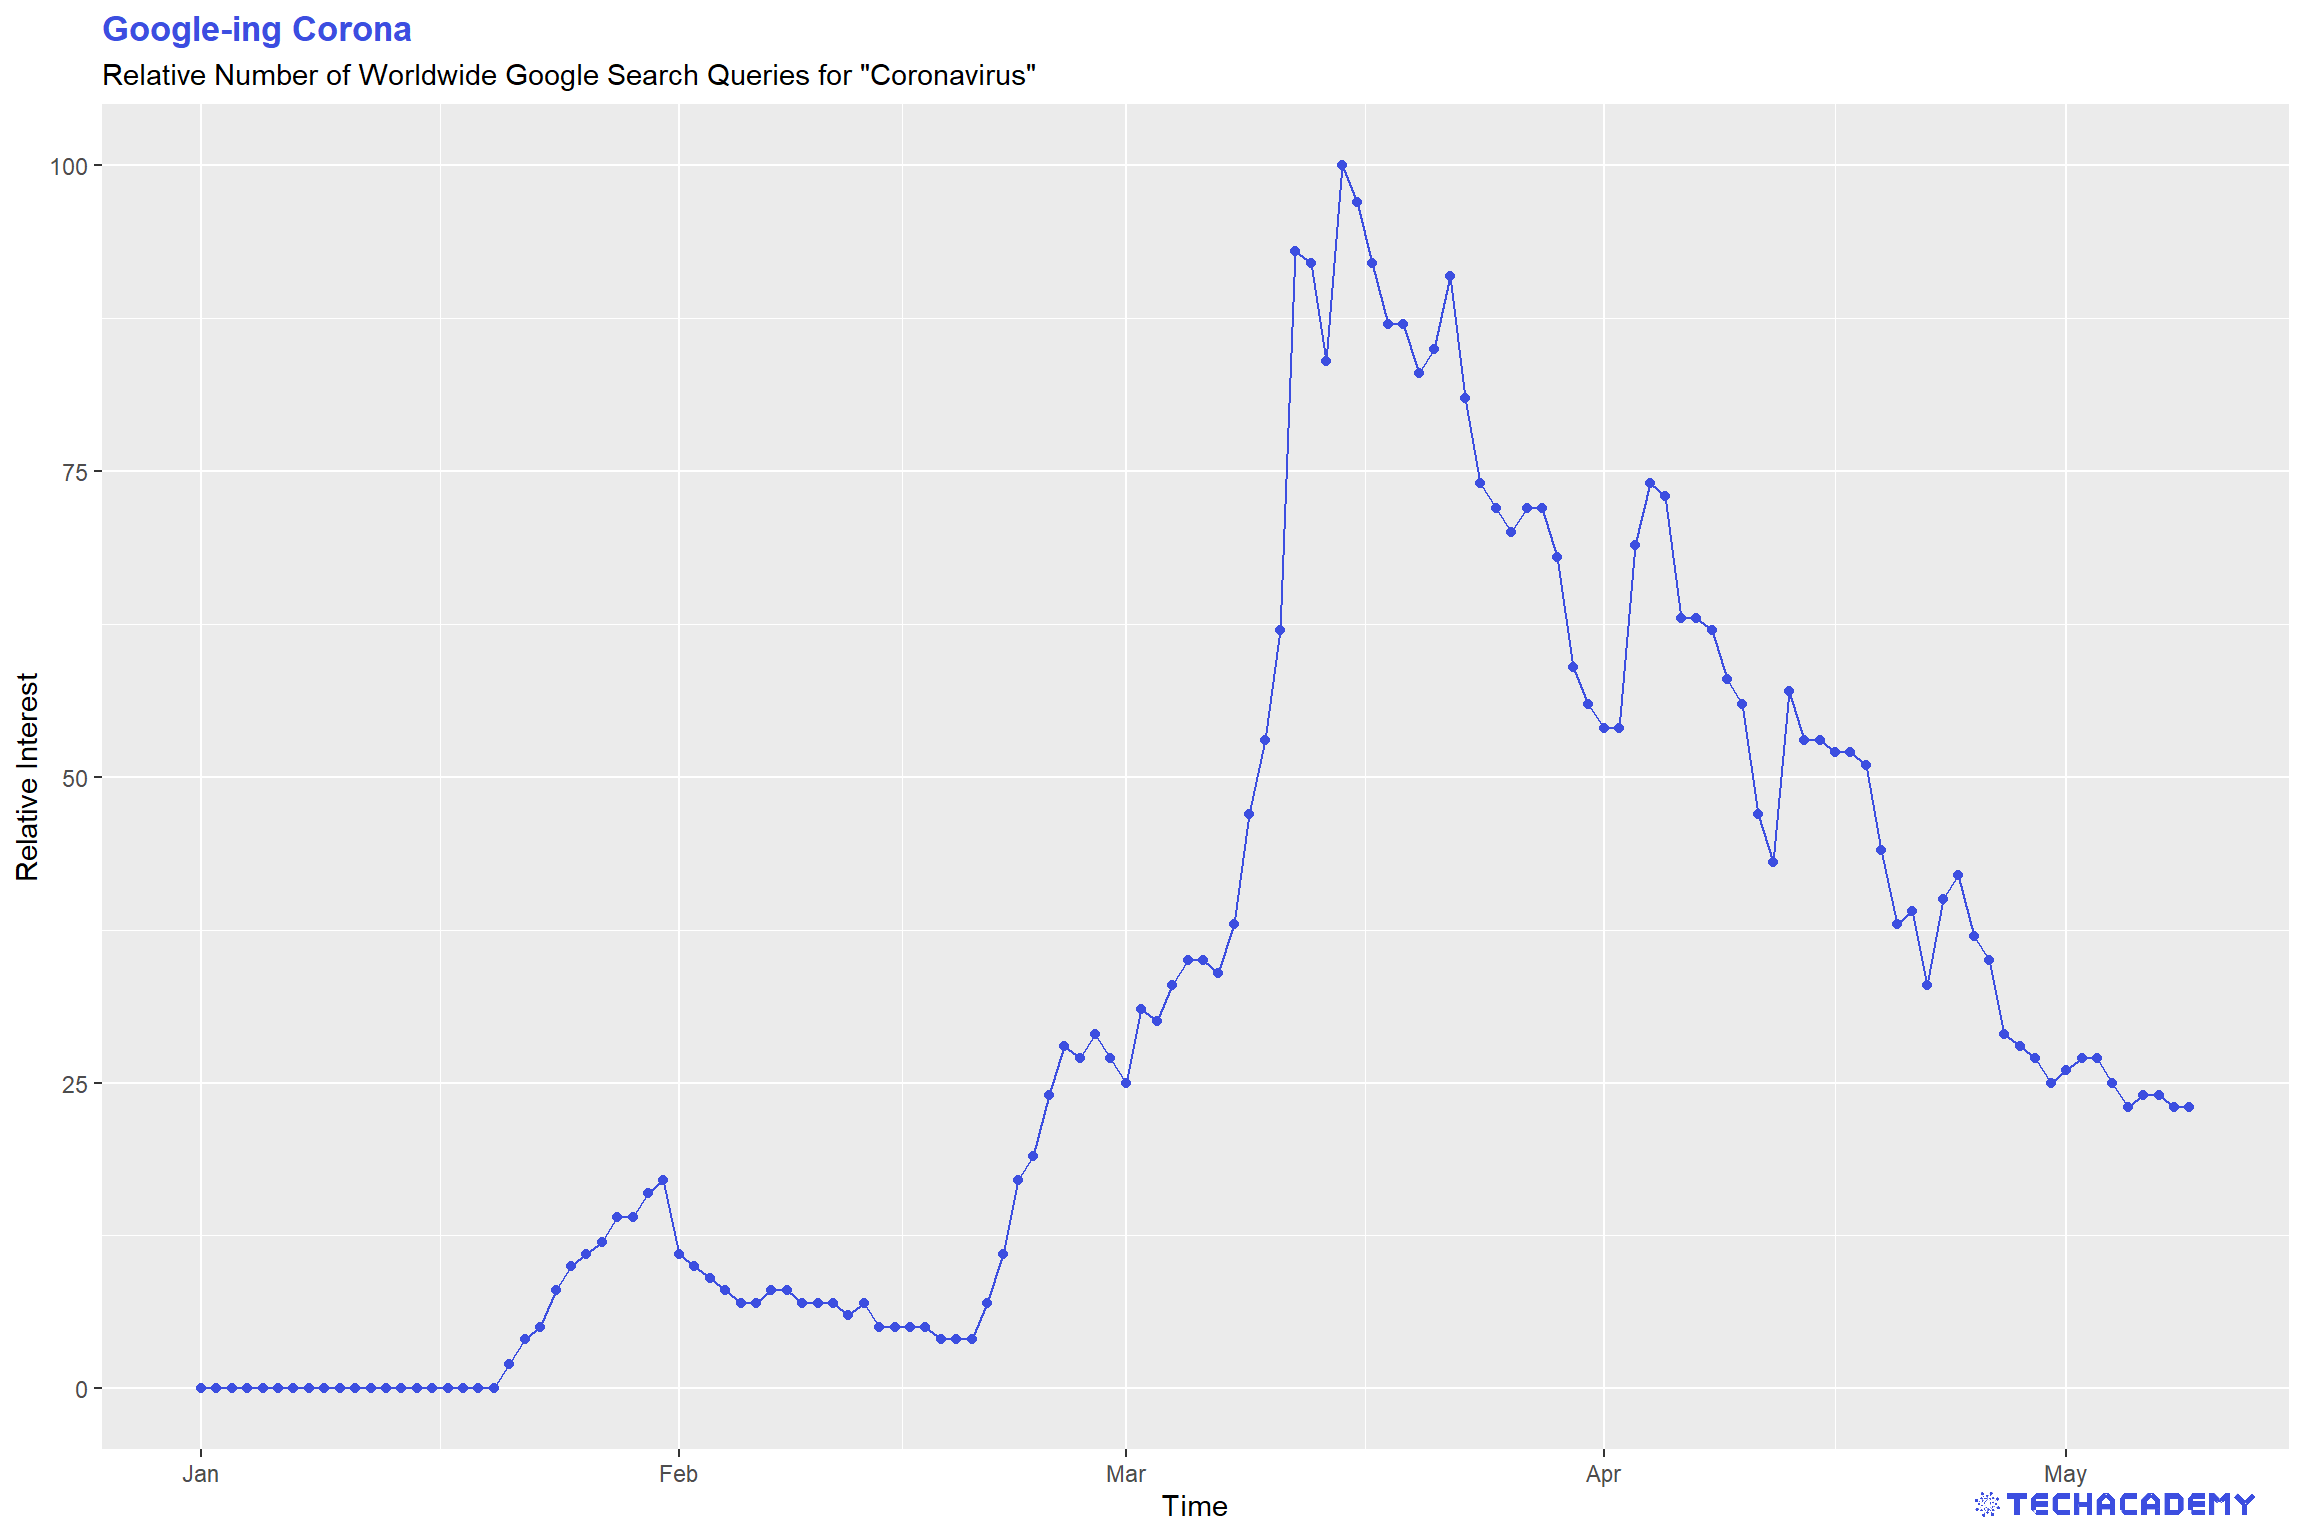 Google-ing Corona
Relative Number of Worldwide Google Search Queries for "Coronavirus"
100
75
50
25
0
Relative Interest
Jan Feb Mar Apr May
Time
TECHACADEMY